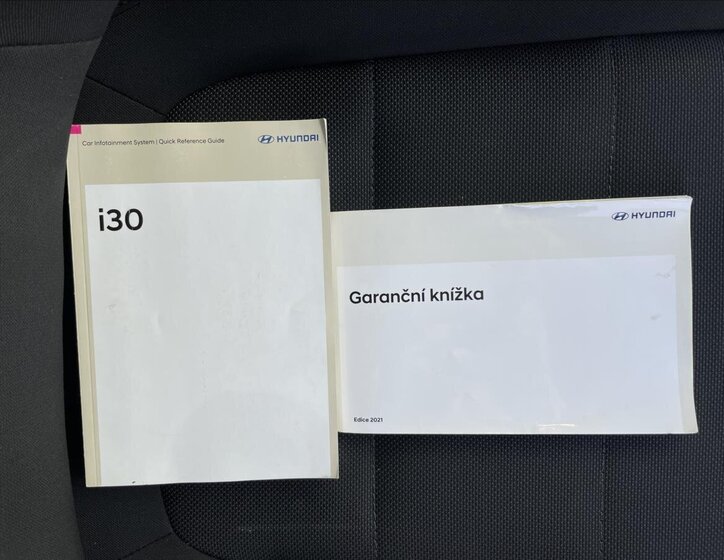 Car Infotainment System | Quick Reference Guide
HYUNDAI
i30
HYUNDAI
Garanční knížka
Edice 2021